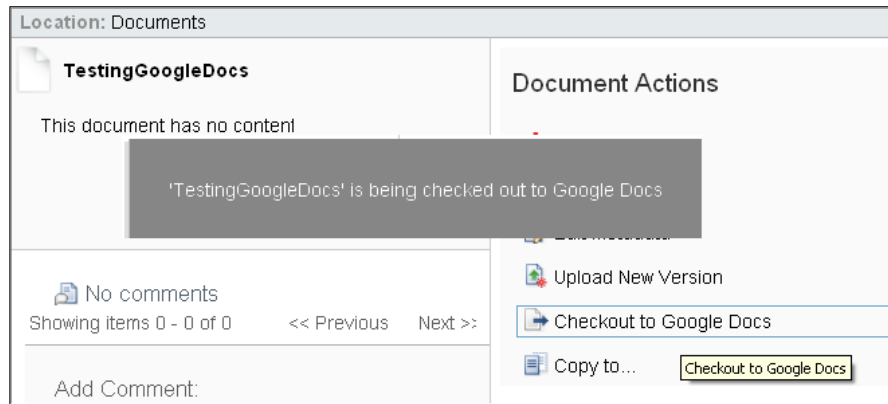 Location: Documents
TestingGoogleDocs
This document has no content
'TestingGoogleDocs' is being checked out to Google Docs
No comments
Showing items 0 - 0 of 0 << Previous Next >>
Add Comment:
Document Actions
Edit Metadata
Upload New Version
Checkout to Google Docs
Copy to...
Checkout to Google Docs